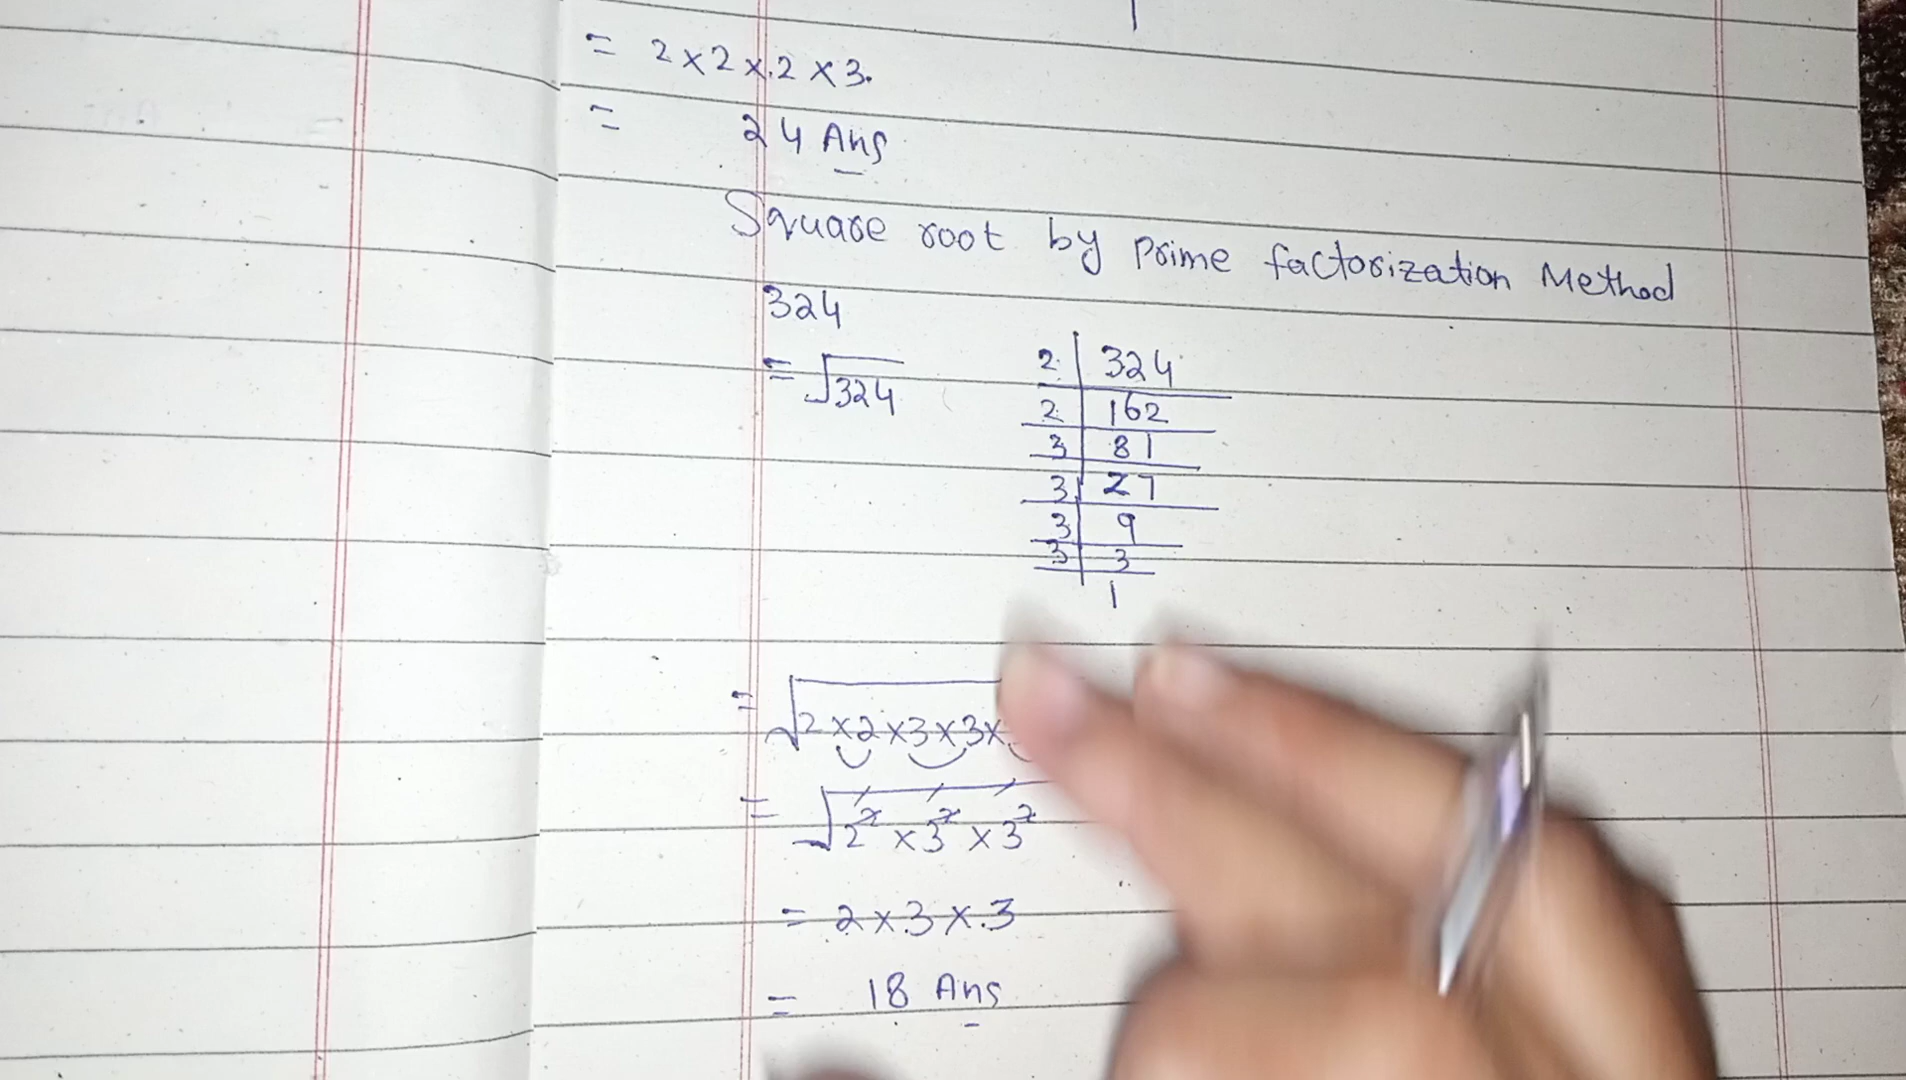 = 2 × 2 × 2 × 3
= 24 Ans
Square root by Prime factorization Method
324
= √324
2 | 324
2 | 162
3 | 81
3 | 27
3 | 9
3 | 3
1
= √2×2×3×3×
= √2² × 3² × 3²
= 2 × 3 × 3
= 18 Ans